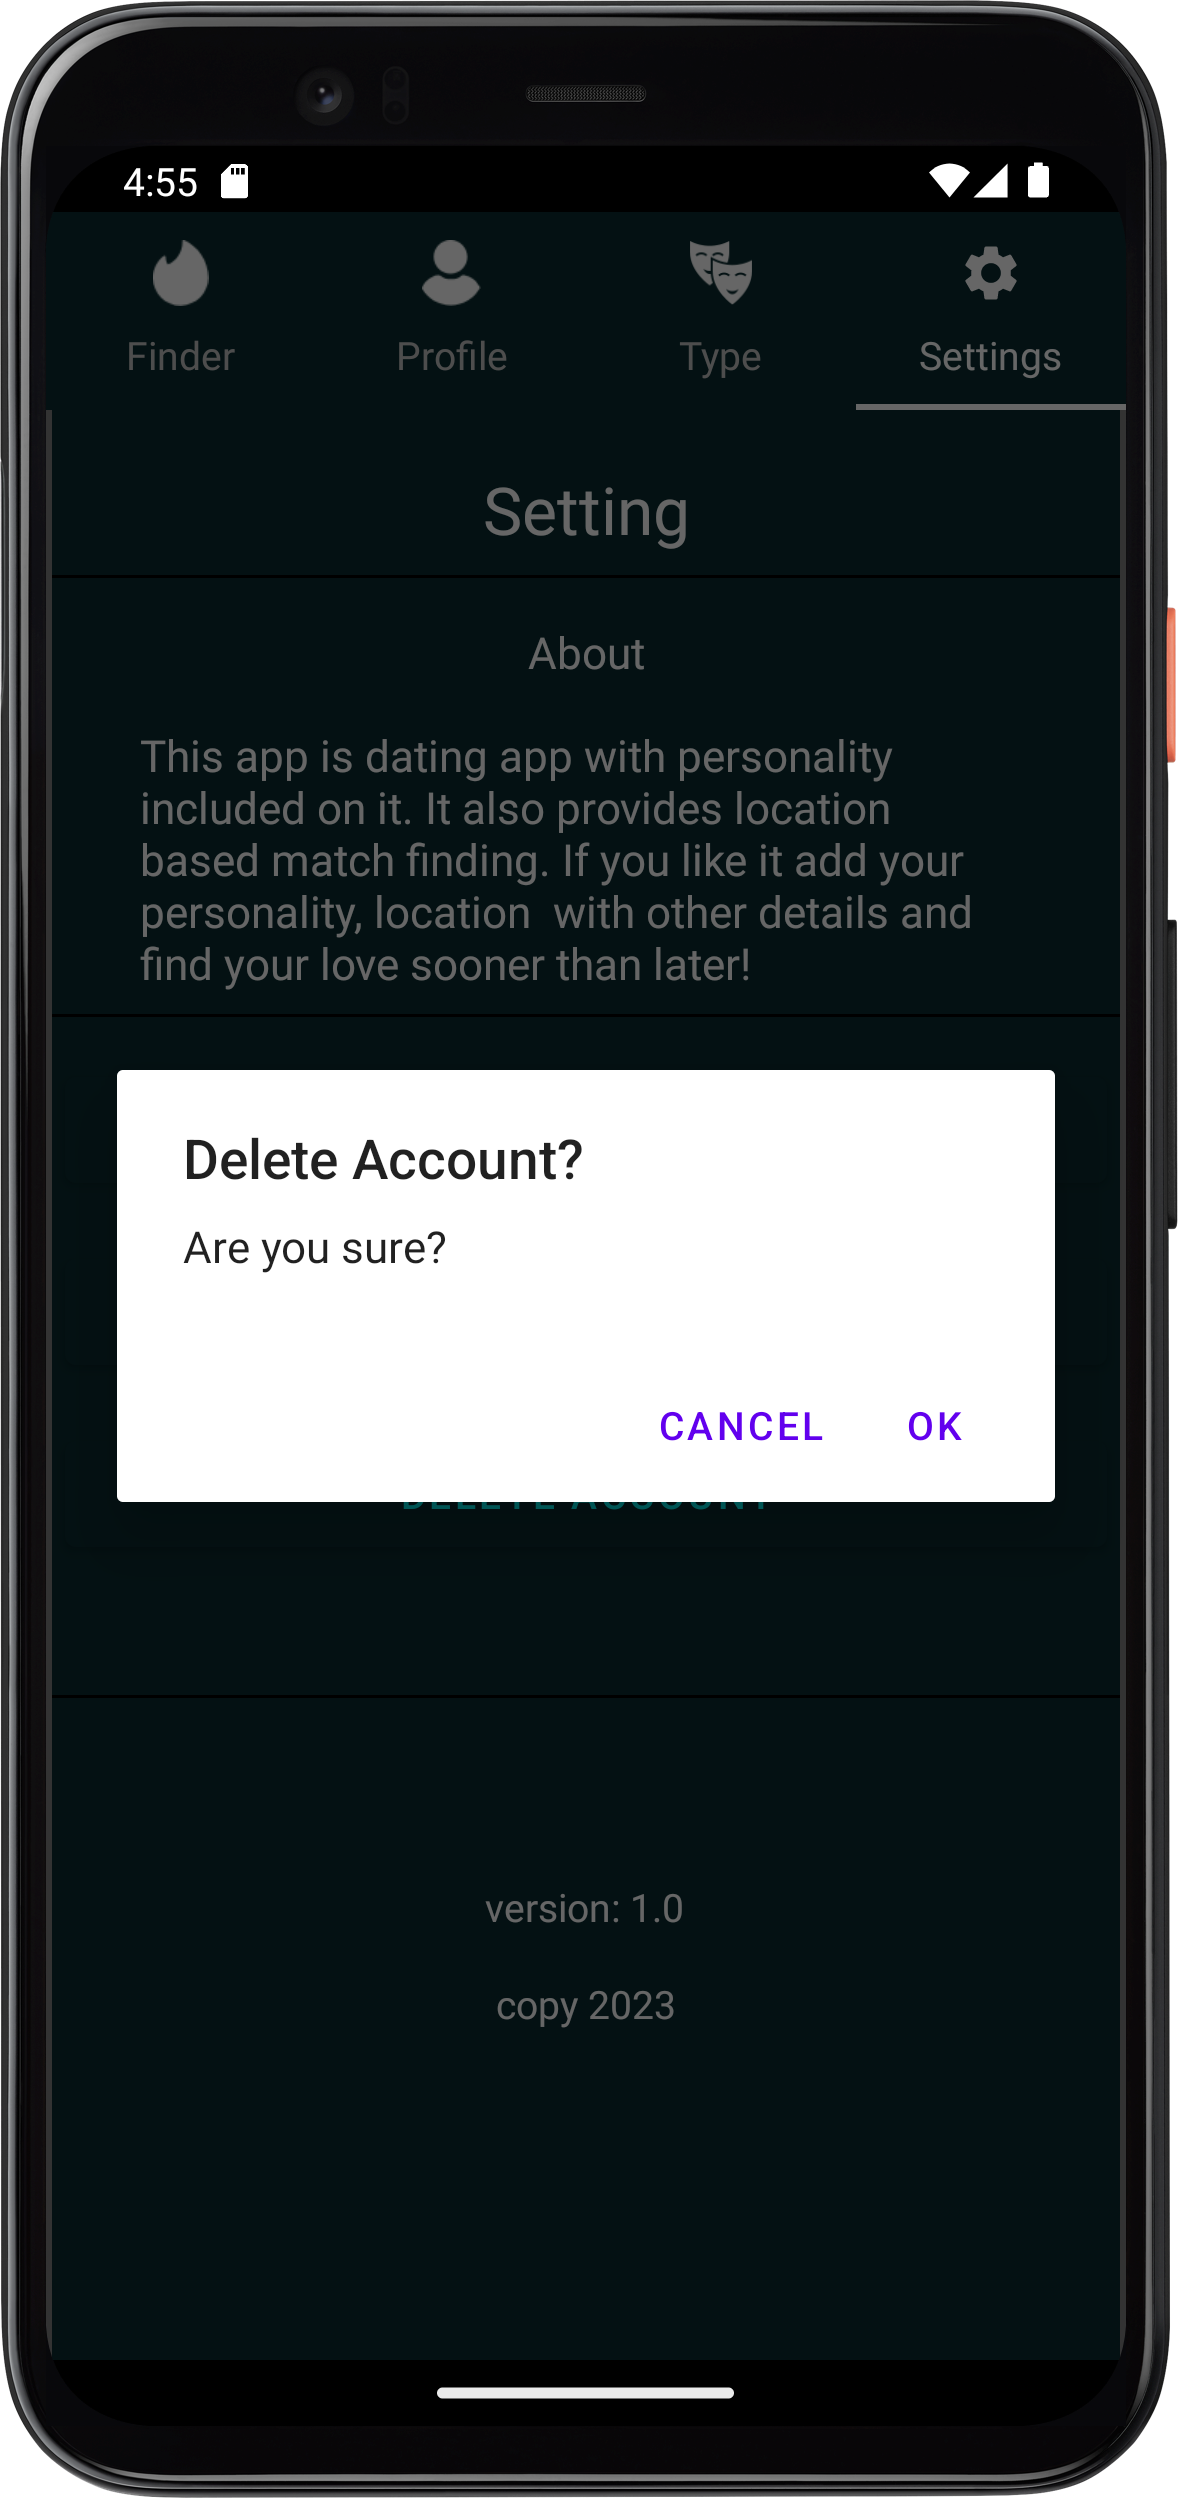 4:55
Finder Profile Type Settings
Setting
About
This app is dating app with personality
included on it. It also provides location
based match finding. If you like it add your
personality, location  with other details and
find your love sooner than later!
Delete Account?
Are you sure?
CANCEL OK
DELETE ACCOUNT
version: 1.0
copy 2023